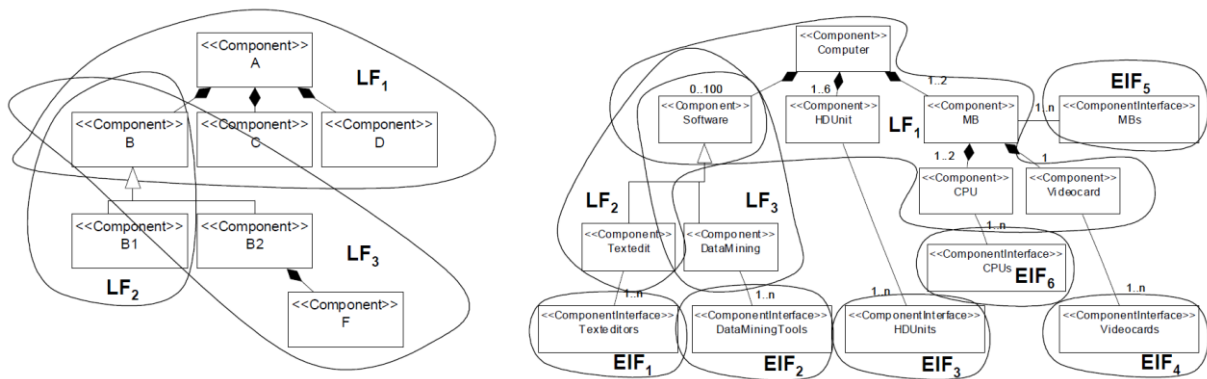 <<Component>>
A
LF1
<<Component>>
B
<<Component>>
C
<<Component>>
D
<<Component>>
B1
<<Component>>
B2
LF2
LF3
<<Component>>
F
<<Component>>
Computer
0..100
1..6
1..2
<<Component>>
Software
<<Component>>
HDUnit
LF1
<<Component>>
MB
1..n
EIF5
<<ComponentInterface>>
MBs
1..2
1
<<Component>>
CPU
<<Component>>
Videocard
LF2
LF3
<<Component>>
Textedit
<<Component>>
DataMining
1..n
<<ComponentInterface>>
CPUs
EIF6
1..n
1..n
1..n
1..n
<<ComponentInterface>>
Texteditors
<<ComponentInterface>>
DataMiningTools
<<ComponentInterface>>
HDUnits
<<ComponentInterface>>
Videocards
EIF1
EIF2
EIF3
EIF4